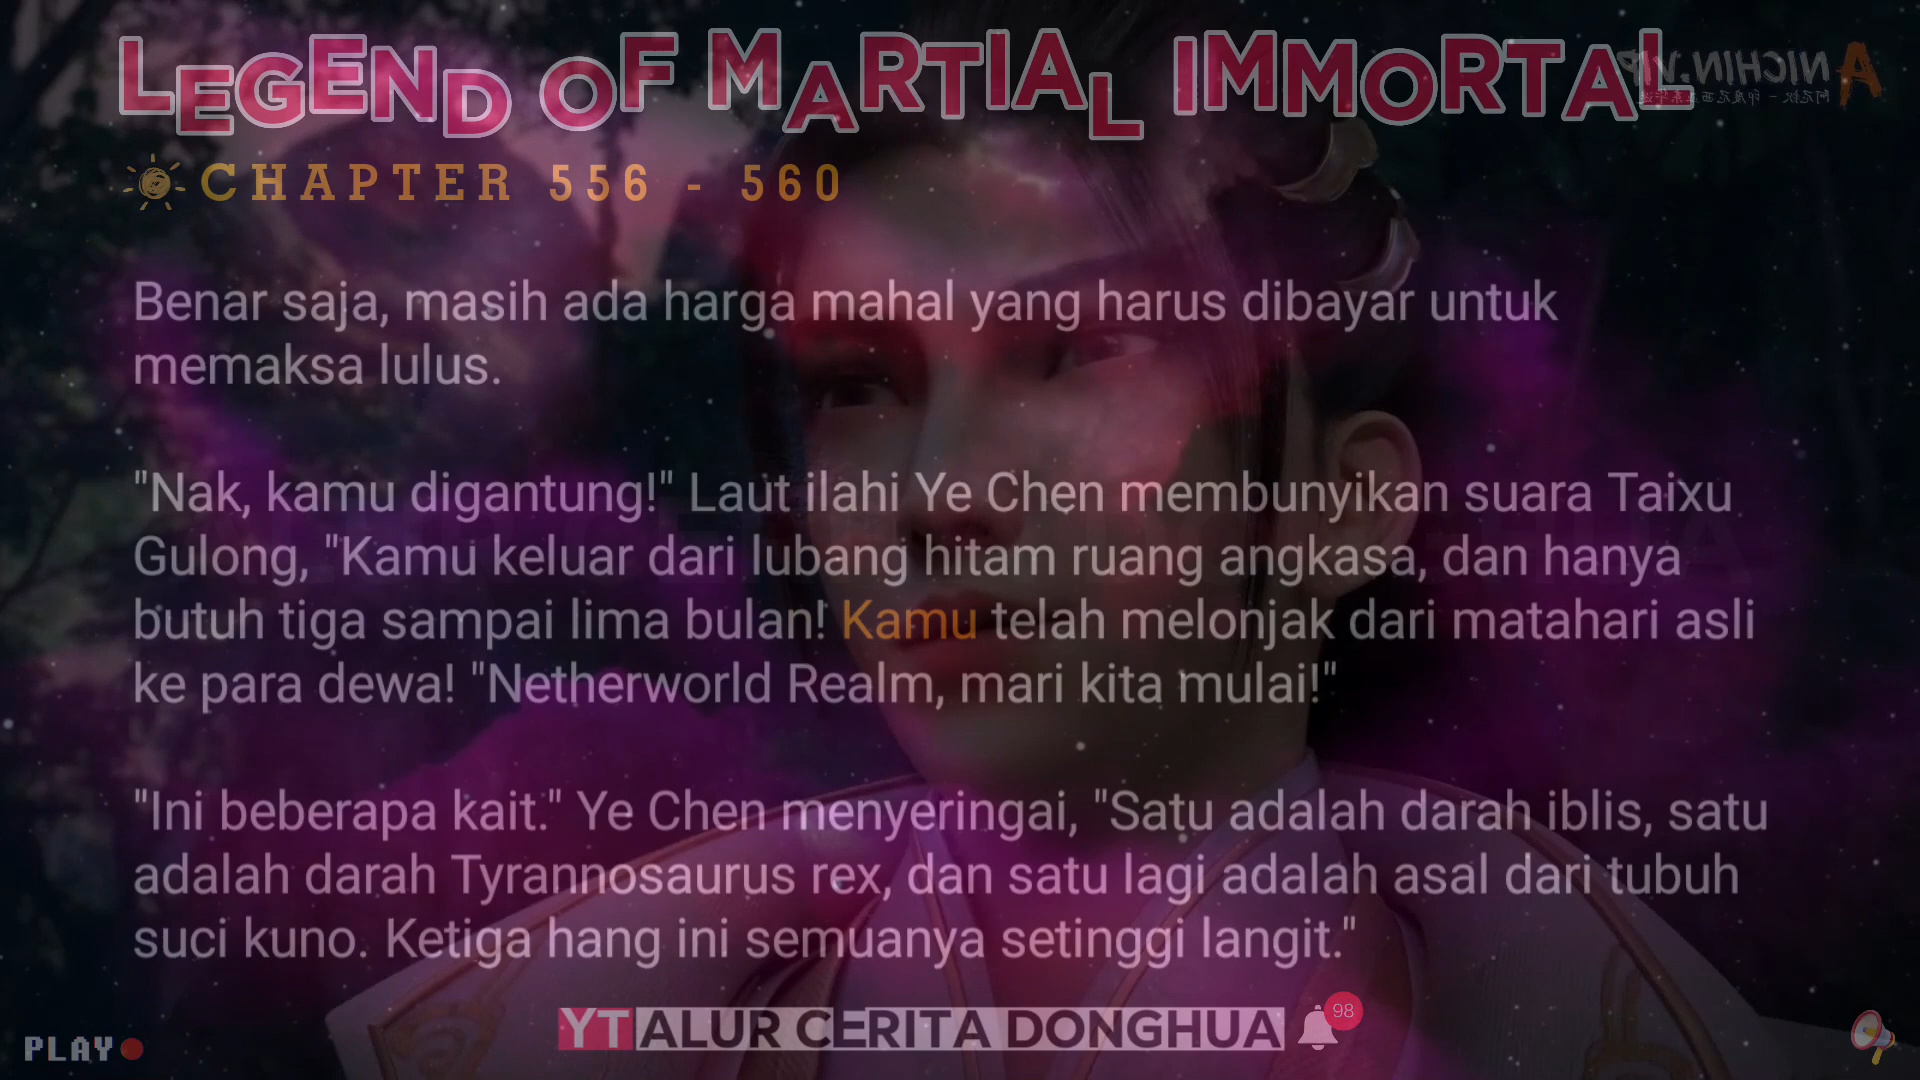 LEGEND OF MARTIAL IMMORTAL
NICHIN.VIP
CHAPTER 556 - 560
Benar saja, masih ada harga mahal yang harus dibayar untuk
memaksa lulus.
"Nak, kamu digantung!" Laut ilahi Ye Chen membunyikan suara Taixu
Gulong, "Kamu keluar dari lubang hitam ruang angkasa, dan hanya
butuh tiga sampai lima bulan! Kamu telah melonjak dari matahari asli
ke para dewa! "Netherworld Realm, mari kita mulai!"
"Ini beberapa kait." Ye Chen menyeringai, "Satu adalah darah iblis, satu
adalah darah Tyrannosaurus rex, dan satu lagi adalah asal dari tubuh
suci kuno. Ketiga hang ini semuanya setinggi langit."
YT ALUR CERITA DONGHUA
98
PLAY